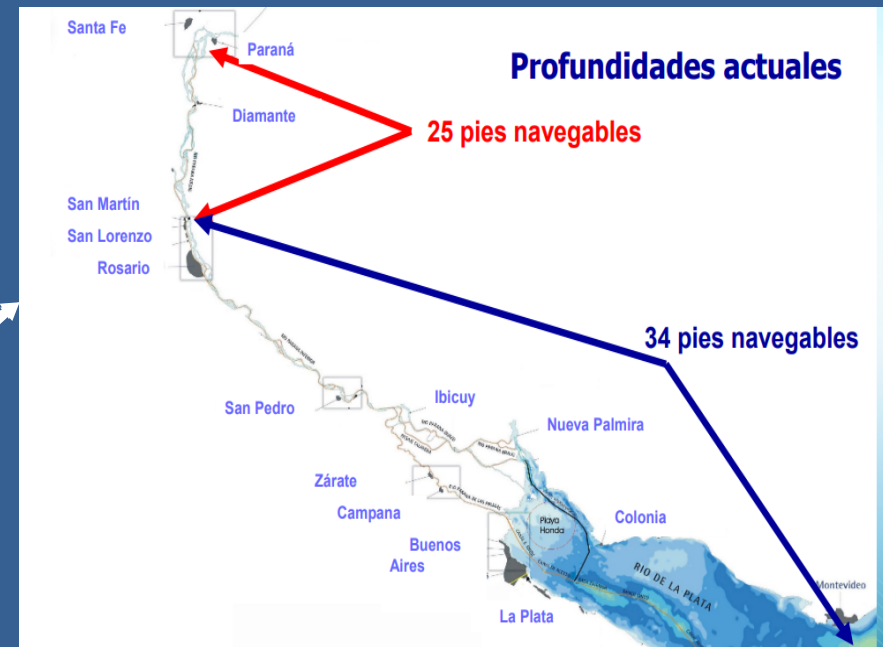 Santa Fe
Paraná
Profundidades actuales
Diamante
25 pies navegables
San Martín
San Lorenzo
Rosario
34 pies navegables
San Pedro
Ibicuy
Nueva Palmira
Zárate
Campana
Playa
Honda
Colonia
Buenos
Aires
RIO DE LA PLATA
Montevideo
La Plata